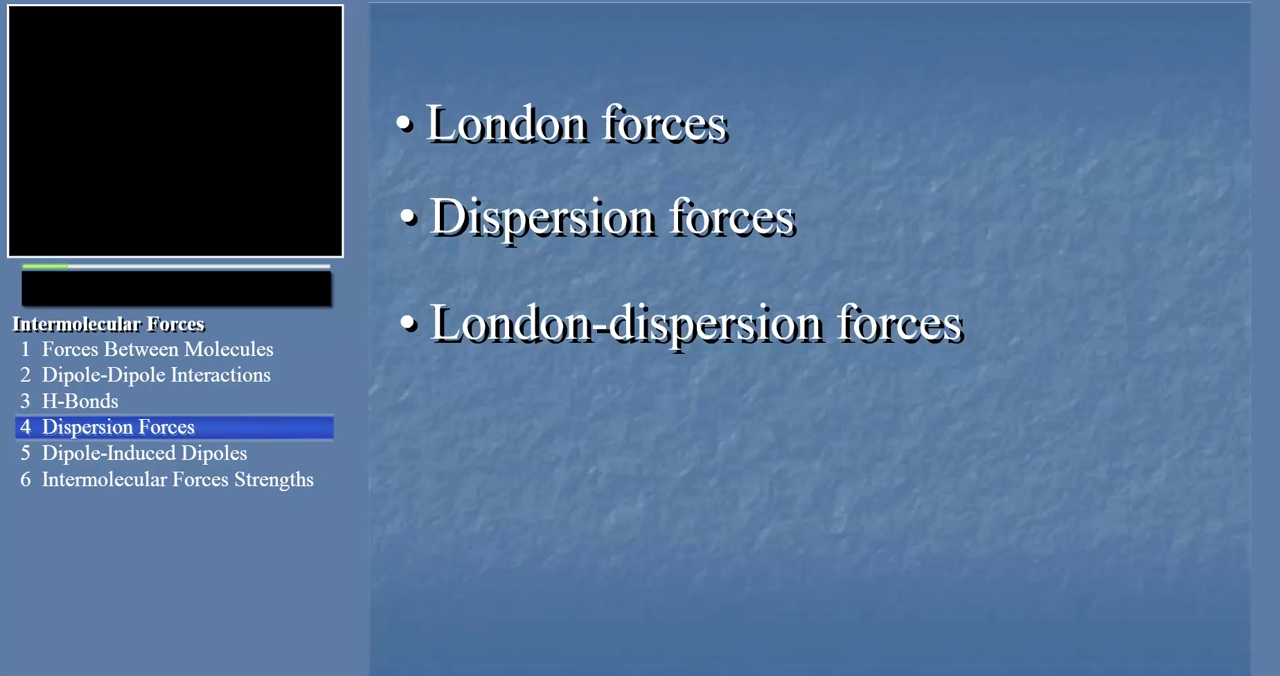 Intermolecular Forces
1 Forces Between Molecules
2 Dipole-Dipole Interactions
3 H-Bonds
4 Dispersion Forces
5 Dipole-Induced Dipoles
6 Intermolecular Forces Strengths
• London forces
• Dispersion forces
• London-dispersion forces